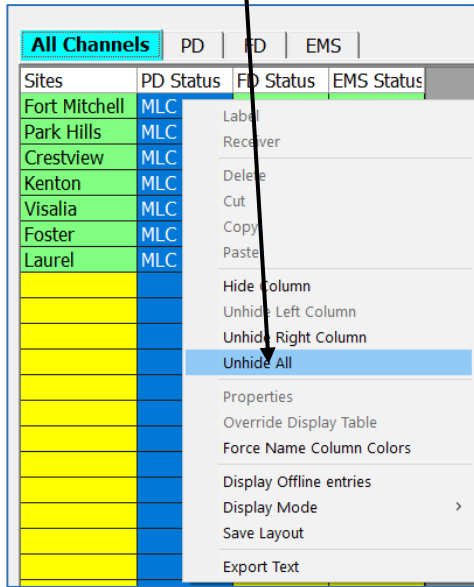 All Channels PD FD EMS
Sites PD Status FD Status EMS Status
Fort Mitchell MLC
Park Hills MLC
Crestview MLC
Kenton MLC
Visalia MLC
Foster MLC
Laurel MLC
Label
Receiver
Delete
Cut
Copy
Paste
Hide Column
Unhide Left Column
Unhide Right Column
Unhide All
Properties
Override Display Table
Force Name Column Colors
Display Offline entries
Display Mode >
Save Layout
Export Text